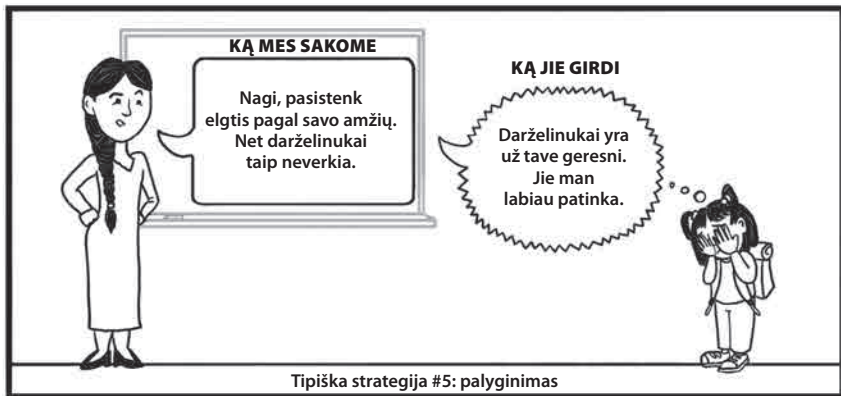 KĄ MES SAKOME
Nagi, pasistenk
elgtis pagal savo amžių.
Net darželinukai
taip neverkia.
KĄ JIE GIRDI
Darželinukai yra
už tave geresni.
Jie man
labiau patinka.
Tipiška strategija #5: palyginimas